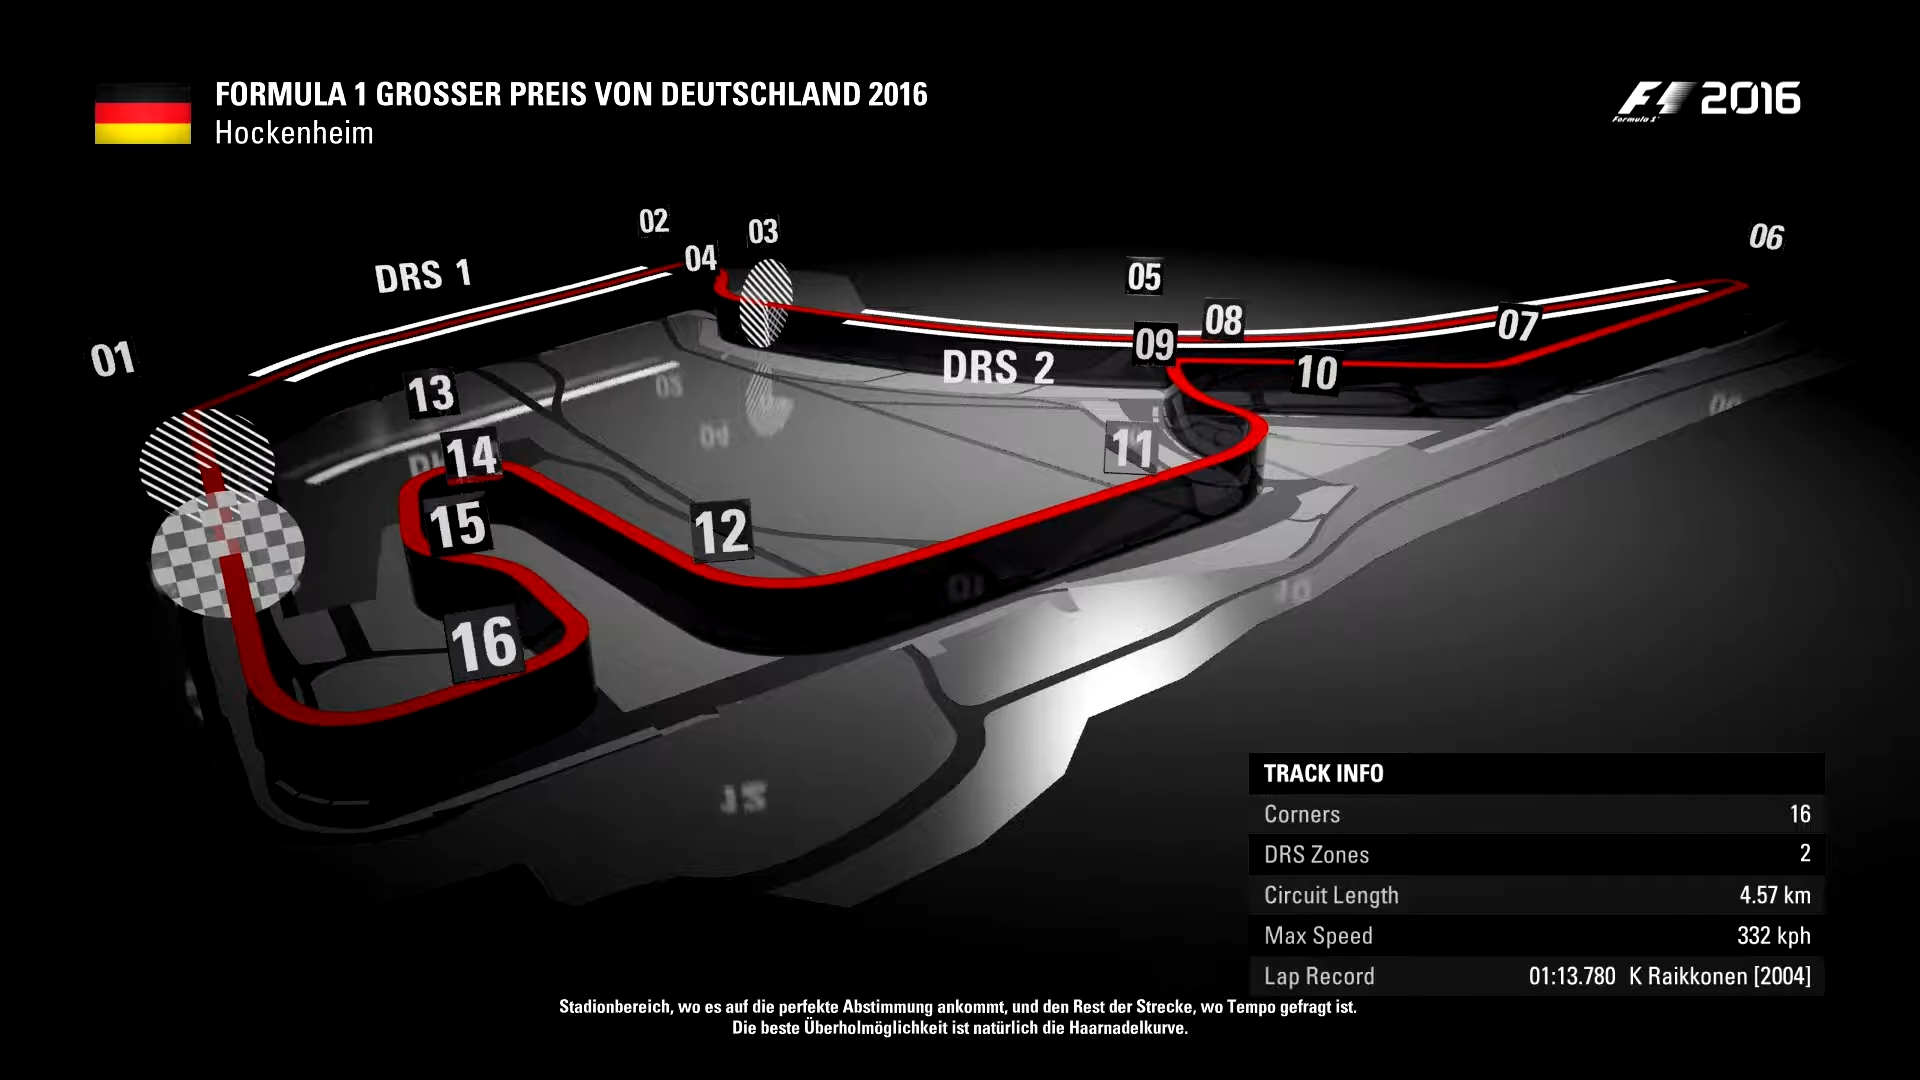 FORMULA 1 GROSSER PREIS VON DEUTSCHLAND 2016
Hockenheim
F1 2016
Formula 1
02
03
04
06
DRS 1
05
01
08
07
09
DRS 2
10
13
14
11
15
12
16
TRACK INFO
Corners 16
DRS Zones 2
Circuit Length 4.57 km
Max Speed 332 kph
Lap Record 01:13.780 K Raikkonen [2004]
Stadionbereich, wo es auf die perfekte Abstimmung ankommt, und den Rest der Strecke, wo Tempo gefragt ist.
Die beste Überholmöglichkeit ist natürlich die Haarnadelkurve.